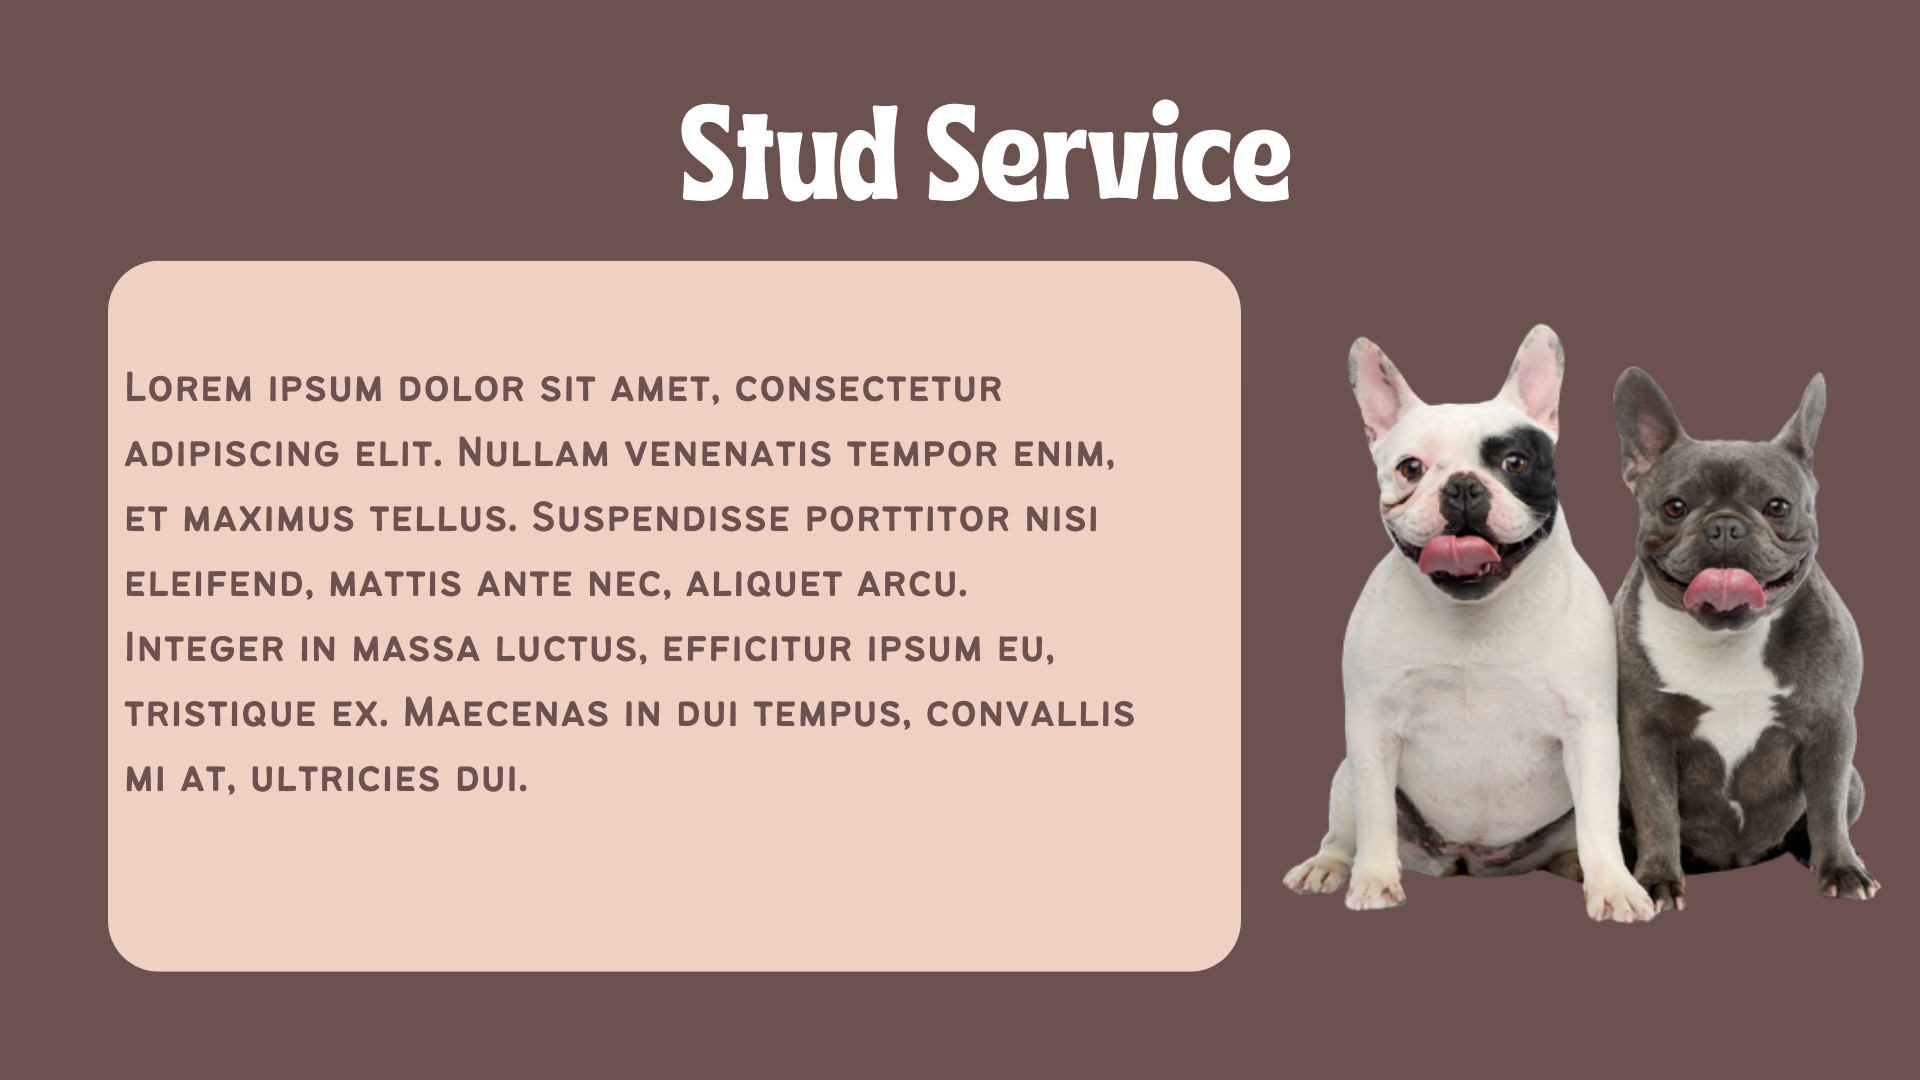 Stud Service
Lorem ipsum dolor sit amet, consectetur
adipiscing elit. Nullam venenatis tempor enim,
et maximus tellus. Suspendisse porttitor nisi
eleifend, mattis ante nec, aliquet arcu.
Integer in massa luctus, efficitur ipsum eu,
tristique ex. Maecenas in dui tempus, convallis
mi at, ultricies dui.